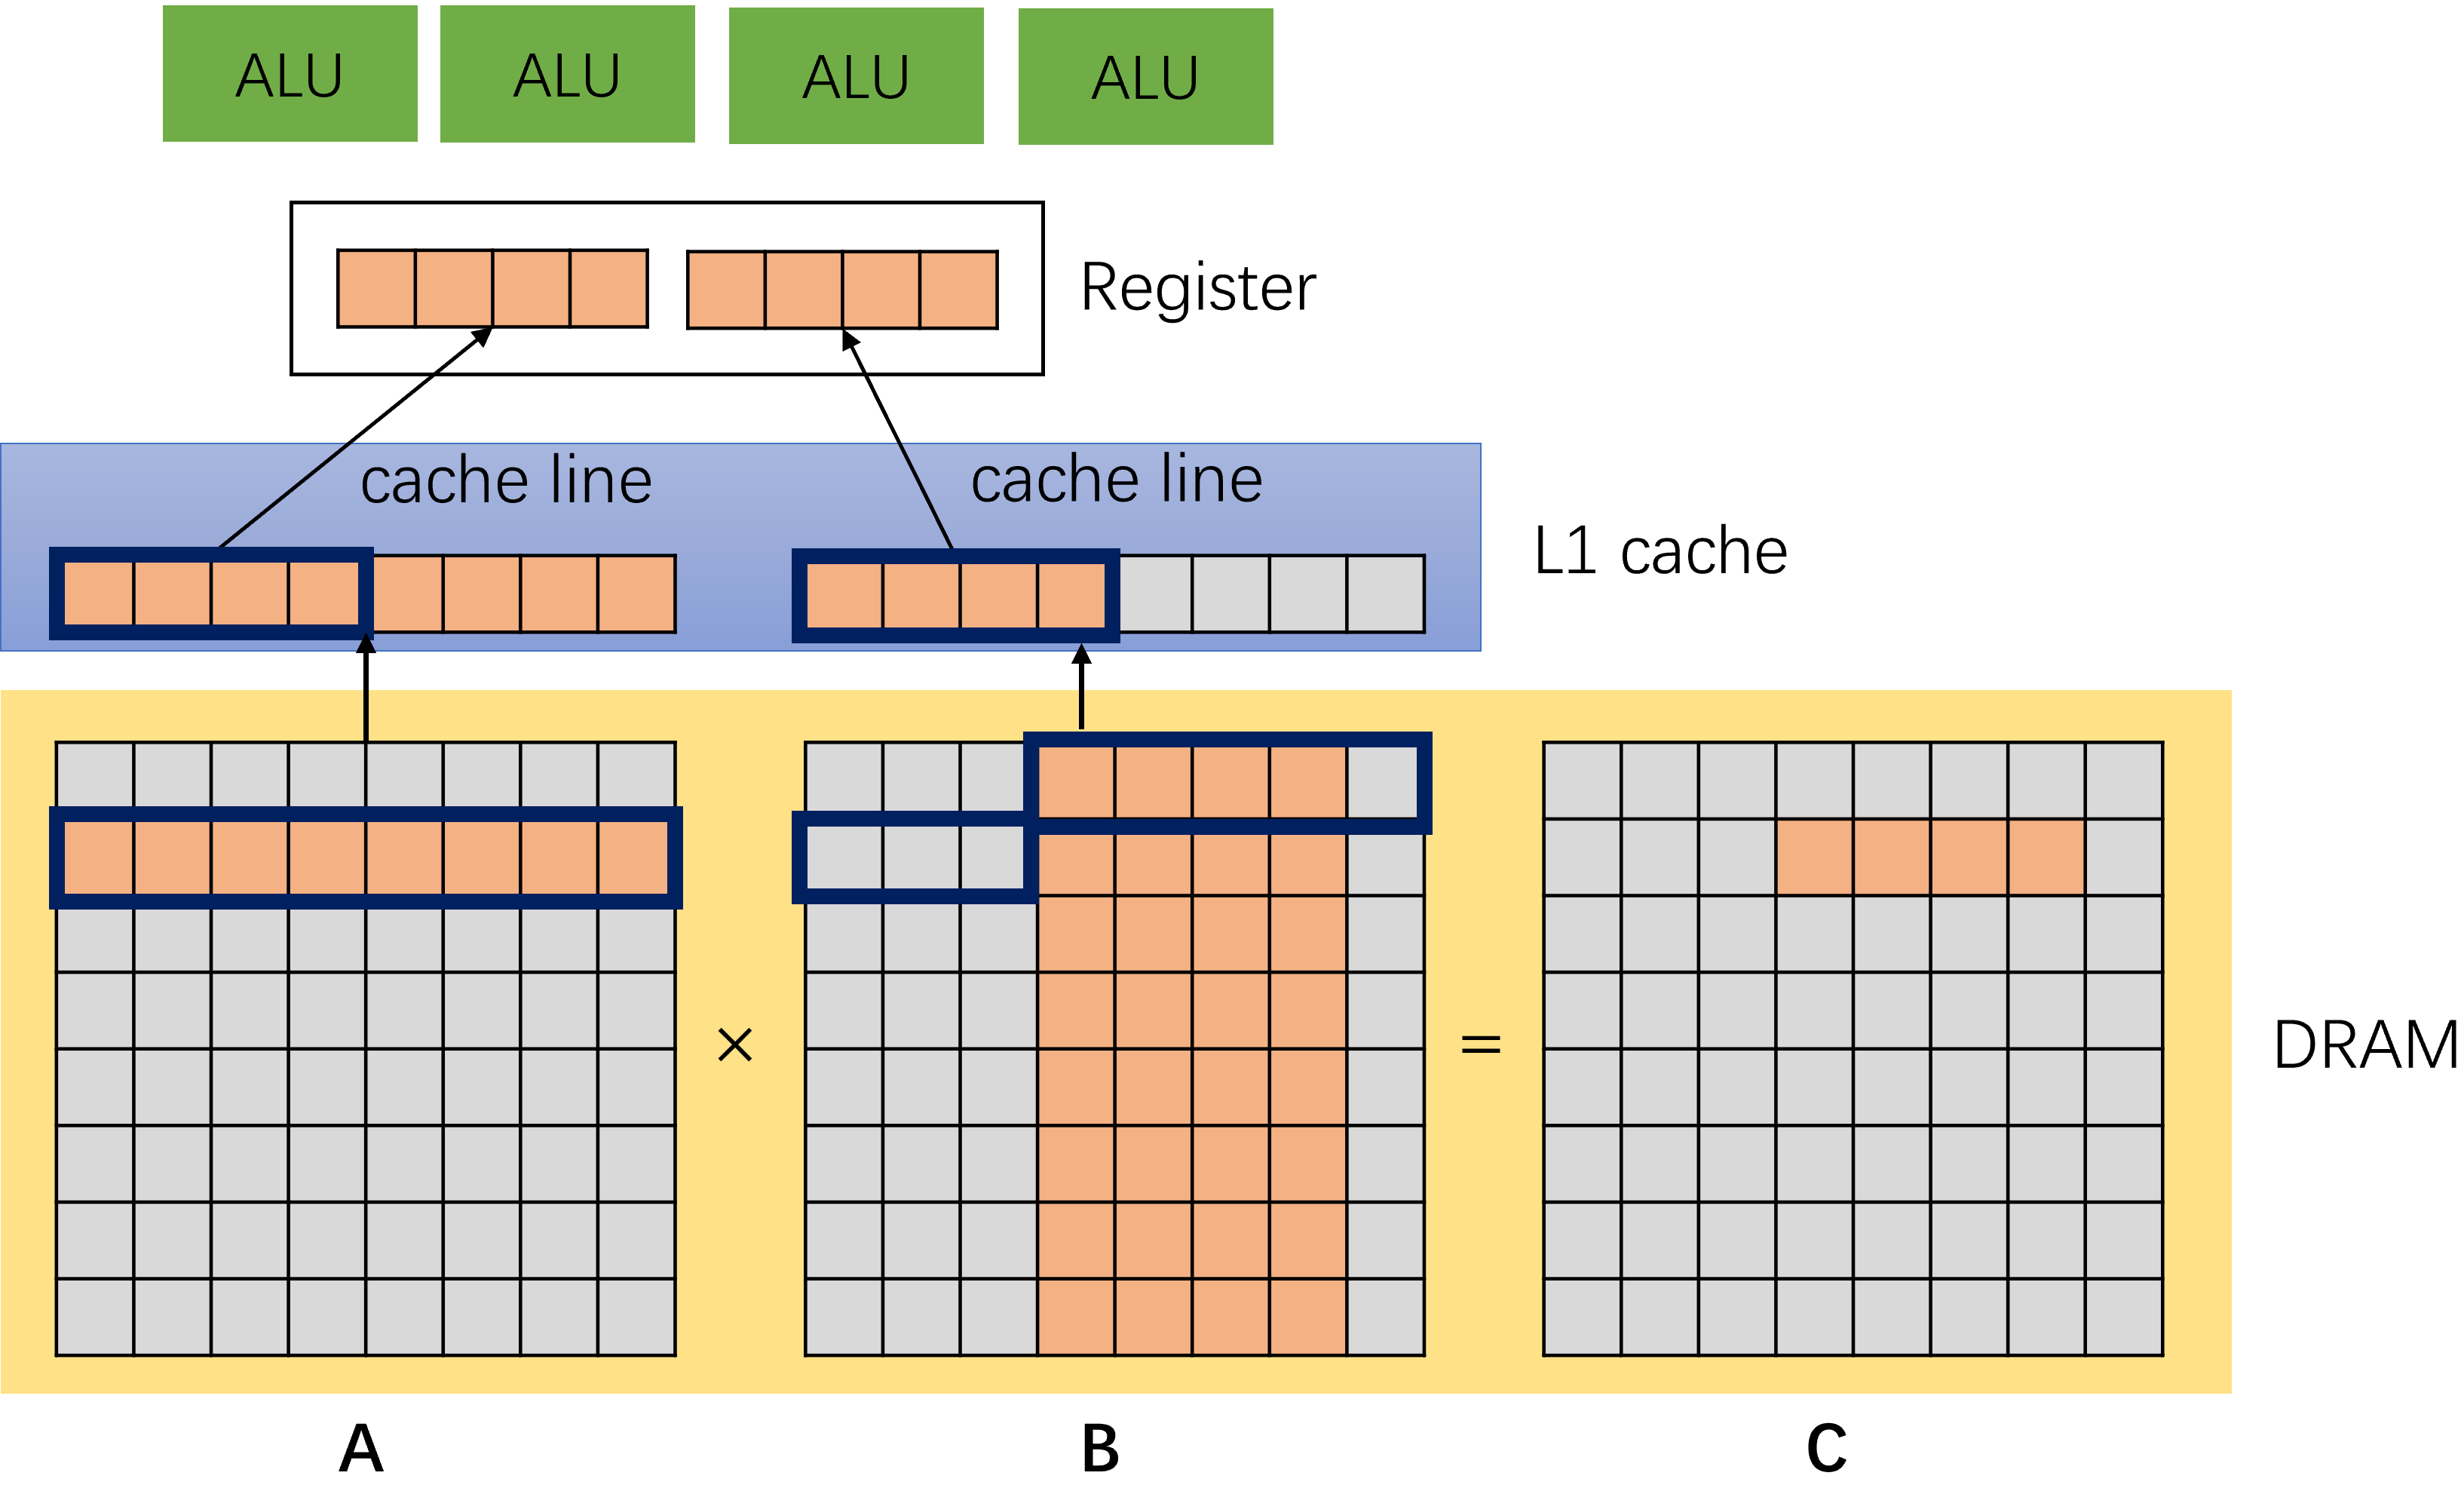 ALU
ALU
ALU
ALU
Register
cache line
cache line
L1 cache
×
=
DRAM
A
B
C